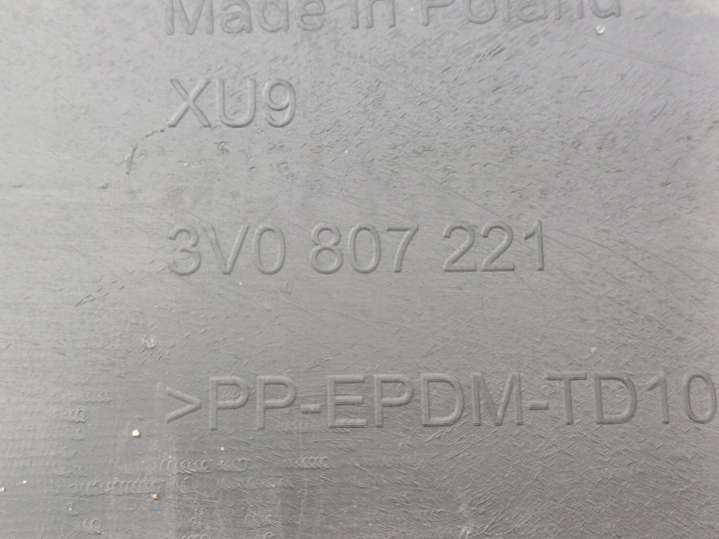 Made in Poland
XU9
3V0 807 221
>PP-EPDM-TD10